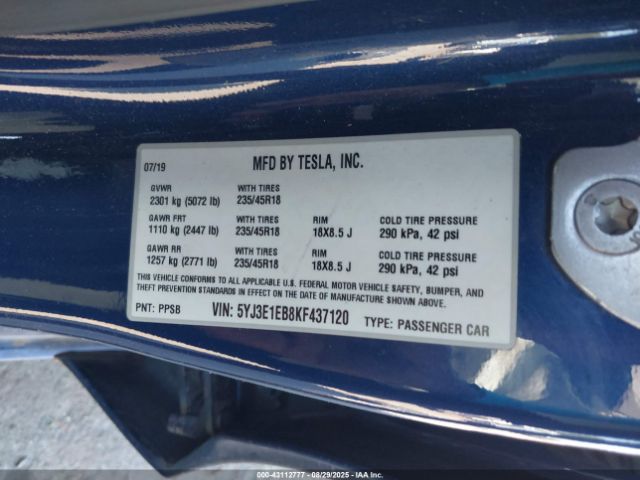 07/19 MFD BY TESLA, INC.
GVWR WITH TIRES
2301 kg (5072 lb) 235/45R18
GAWR FRT WITH TIRES RIM COLD TIRE PRESSURE
1110 kg (2447 lb) 235/45R18 18X8.5 J 290 kPa, 42 psi
GAWR RR WITH TIRES RIM COLD TIRE PRESSURE
1257 kg (2771 lb) 235/45R18 18X8.5 J 290 kPa, 42 psi
THIS VEHICLE CONFORMS TO ALL APPLICABLE U.S. FEDERAL MOTOR VEHICLE SAFETY, BUMPER, AND
THEFT PREVENTION STANDARDS IN EFFECT ON THE DATE OF MANUFACTURE SHOWN ABOVE.
PNT: PPSB VIN: 5YJ3E1EB8KF437120 TYPE: PASSENGER CAR
000-43112777 - 08/29/2025 - IAA, Inc.